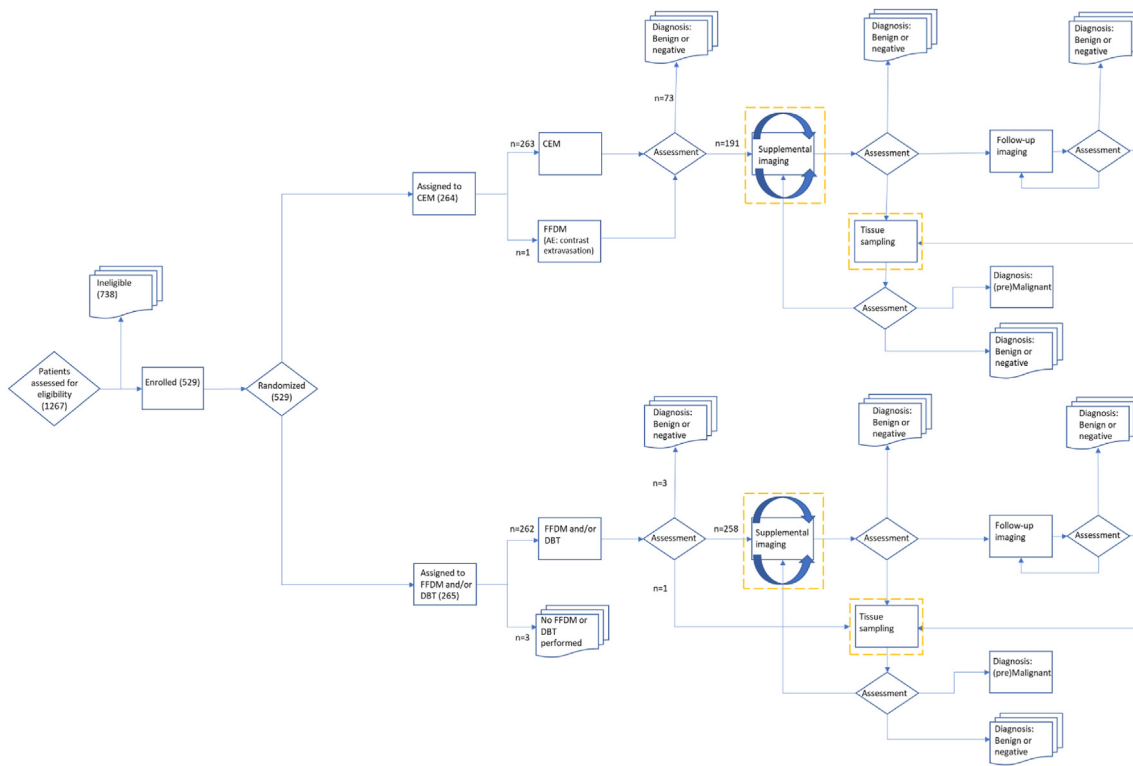 Diagnosis:
Benign or
negative
Diagnosis:
Benign or
negative
Diagnosis:
Benign or
negative
n=73
n=263
CEM
Assessment
n=191
Supplemental
imaging
Assessment
Follow-up
imaging
Assessment
Assigned to
CEM (264)
n=1
FFDM
(AE: contrast
extravasation)
Tissue
sampling
Assessment
Diagnosis:
(pre)Malignant
Diagnosis:
Benign or
negative
Ineligible
(738)
Patients
assessed for
eligibility
(1267)
Enrolled (529)
Randomized
(529)
Diagnosis:
Benign or
negative
Diagnosis:
Benign or
negative
Diagnosis:
Benign or
negative
n=3
n=262
FFDM and/or
DBT
Assessment
n=258
Supplemental
imaging
Assessment
Follow-up
imaging
Assessment
Assigned to
FFDM and/or
DBT (265)
n=3
No FFDM or
DBT
performed
n=1
Tissue
sampling
Assessment
Diagnosis:
(pre)Malignant
Diagnosis:
Benign or
negative